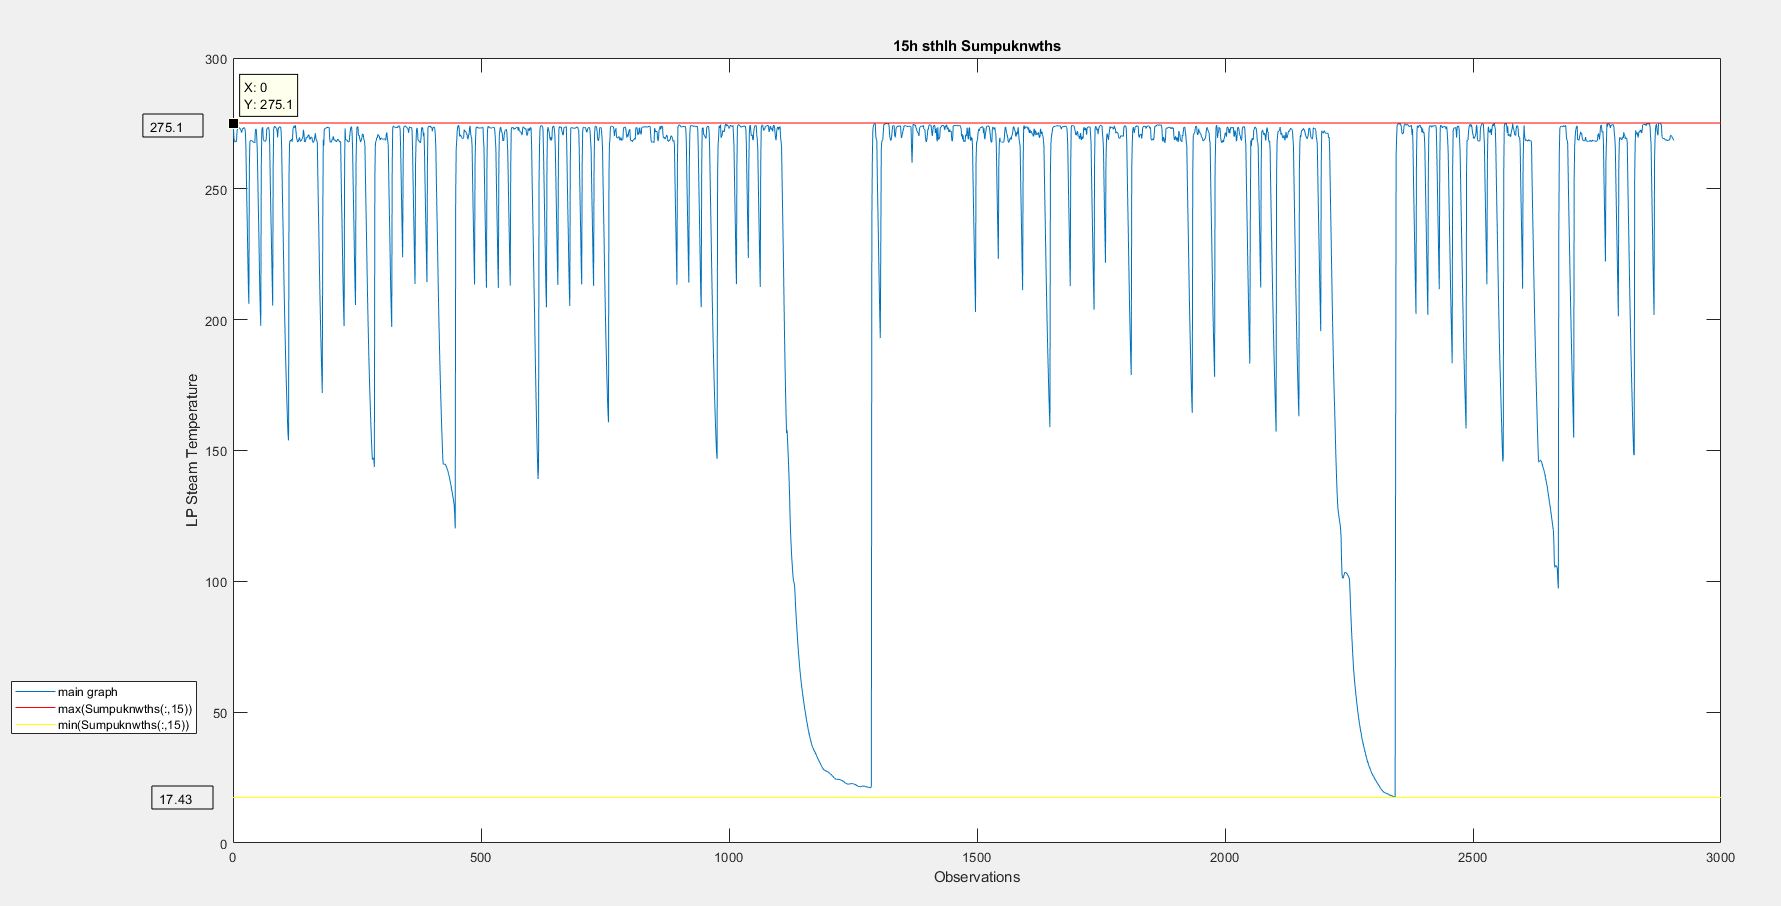 15h sthlh Sumpuknwths
300
X: 0
Y: 275.1
275.1
250
200
150
100
50
0
17.43
LP Steam Temperature
main graph
max(Sumpuknwths(:,15))
min(Sumpuknwths(:,15))
0 500 1000 1500 2000 2500 3000
Observations